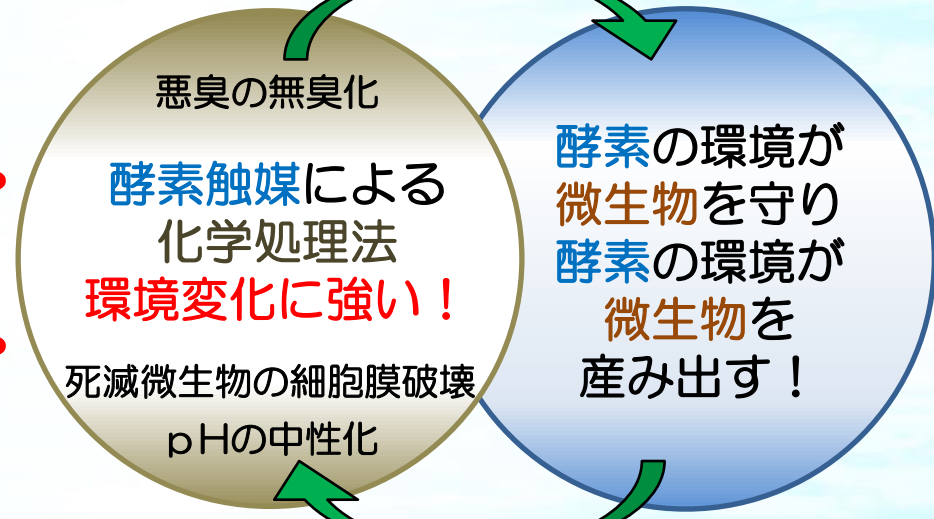 悪臭の無臭化
酵素触媒による
化学処理法
環境変化に強い！
死滅微生物の細胞膜破壊
ｐHの中性化
酵素の環境が
微生物を守り
酵素の環境が
微生物を
産み出す！